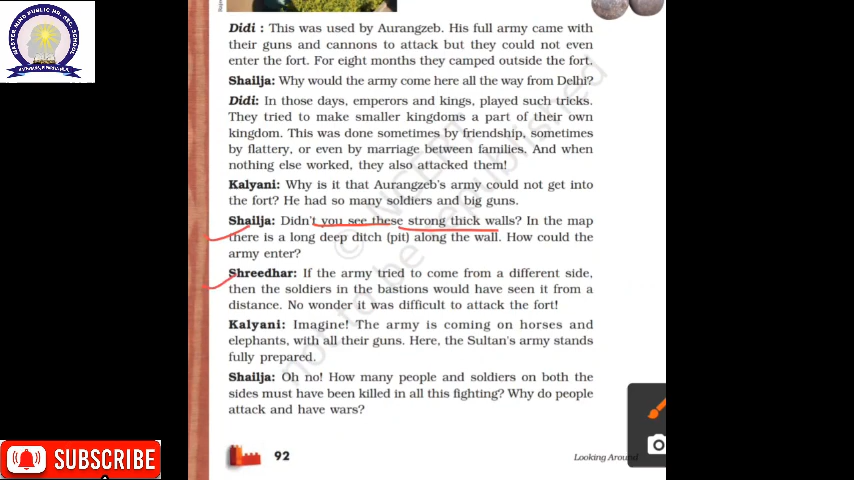 MASTER MIND PUBLIC HR. SEC. SCHOOL
Didi : This was used by Aurangzeb. His full army came with
their guns and cannons to attack but they could not even
enter the fort. For eight months they camped outside the fort.
Shailja: Why would the army come here all the way from Delhi?
Didi: In those days, emperors and kings, played such tricks.
They tried to make smaller kingdoms a part of their own
kingdom. This was done sometimes by friendship, sometimes
by flattery, or even by marriage between families. And when
nothing else worked, they also attacked them!
Kalyani: Why is it that Aurangzeb's army could not get into
the fort? He had so many soldiers and big guns.
Shailja: Didn't you see these strong thick walls? In the map
there is a long deep ditch (pit) along the wall. How could the
army enter?
Shreedhar: If the army tried to come from a different side,
then the soldiers in the bastions would have seen it from a
distance. No wonder it was difficult to attack the fort!
Kalyani: Imagine! The army is coming on horses and
elephants, with all their guns. Here, the Sultan's army stands
fully prepared.
Shailja: Oh no! How many people and soldiers on both the
sides must have been killed in all this fighting? Why do people
attack and have wars?
92
Looking Around
SUBSCRIBE
© NCERT
not to be republished